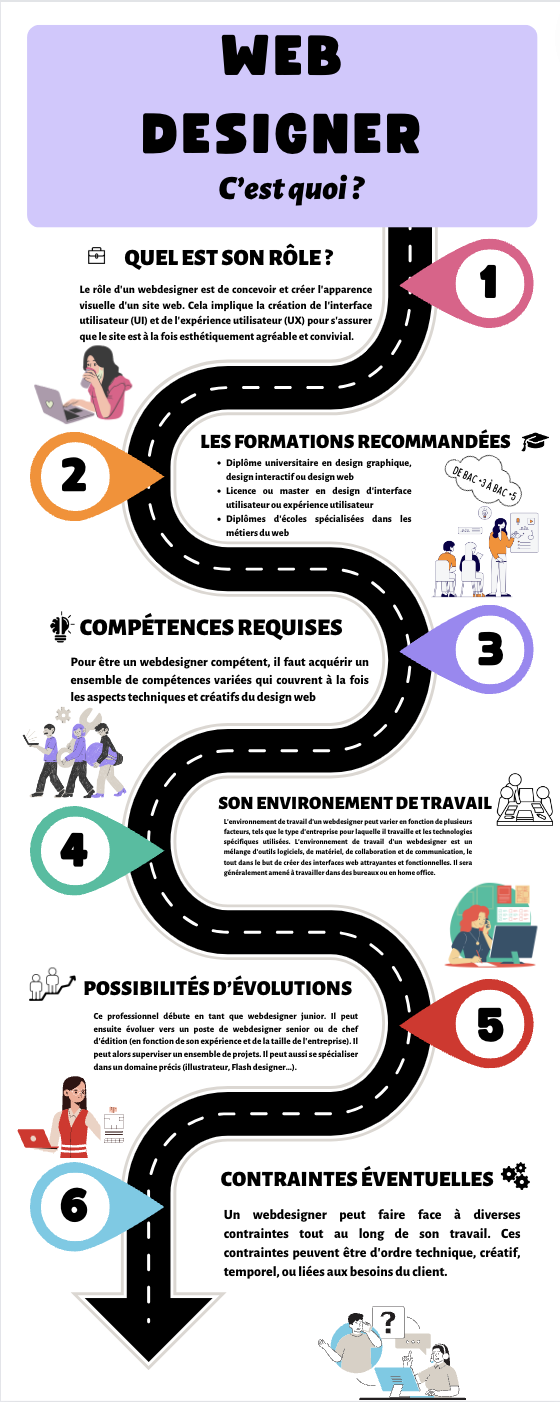 WEB
DESIGNER
C'est quoi ?
QUEL EST SON RÔLE ?
1
Le rôle d'un webdesigner est de concevoir et créer l'apparence
visuelle d'un site web. Cela implique la création de l'interface
utilisateur (UI) et de l'expérience utilisateur (UX) pour s'assurer
que le site est à la fois esthétiquement agréable et convivial.
LES FORMATIONS RECOMMANDÉES
2
• Diplôme universitaire en design graphique,
design interactif ou design web
• Licence ou master en design d'interface
utilisateur ou expérience utilisateur
• Diplômes d'écoles spécialisées dans les
métiers du web
DE BAC +3 À BAC +5
COMPÉTENCES REQUISES
3
Pour être un webdesigner compétent, il faut acquérir un
ensemble de compétences variées qui couvrent à la fois
les aspects techniques et créatifs du design web
SON ENVIRONEMENT DE TRAVAIL
4
L'environnement de travail d'un webdesigner peut varier en fonction de plusieurs
facteurs, tels que le type d'entreprise pour laquelle il travaille et les technologies
spécifiques utilisées. L'environnement de travail d'un webdesigner est un
mélange d'outils logiciels, de matériel, de collaboration et de communication, le
tout dans le but de créer des interfaces web attrayantes et fonctionnelles. Il sera
généralement amené à travailler dans des bureaux ou en home office.
POSSIBILITÉS D'ÉVOLUTIONS
5
Ce professionnel débute en tant que webdesigner junior. Il peut
ensuite évoluer vers un poste de webdesigner senior ou de chef
d'édition (en fonction de son expérience et de la taille de l'entreprise). Il
peut alors superviser un ensemble de projets. Il peut aussi se spécialiser
dans un domaine précis (illustrateur, Flash designer...).
CONTRAINTES ÉVENTUELLES
6
Un webdesigner peut faire face à diverses
contraintes tout au long de son travail. Ces
contraintes peuvent être d'ordre technique, créatif,
temporel, ou liées aux besoins du client.
?